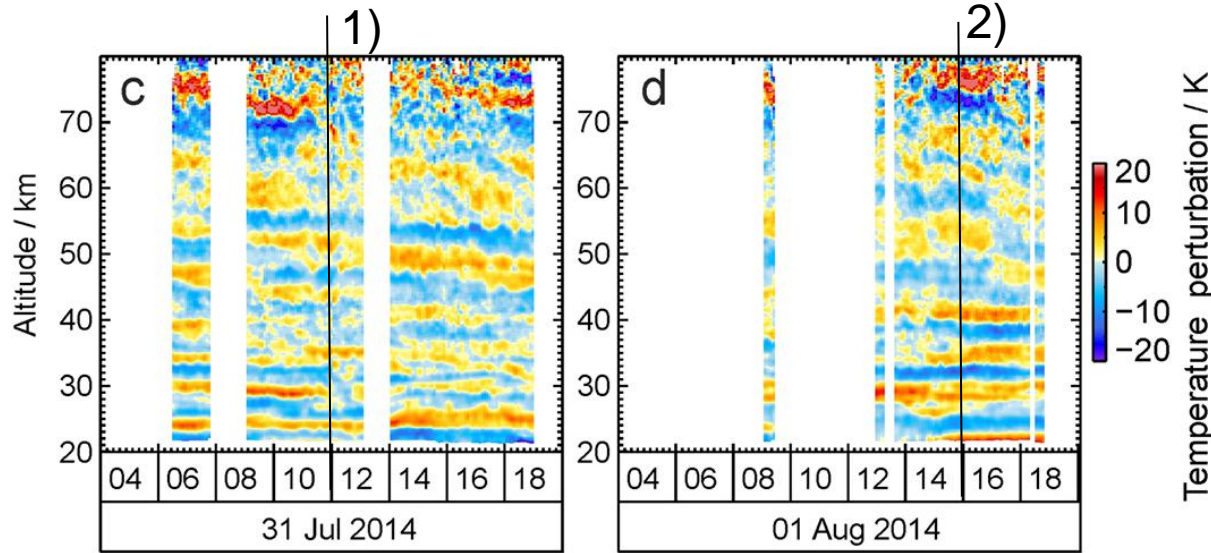 1) 2)
c d
70 70
60 60
50 50
40 40
30 30
20 20
Altitude / km
20
10
0
−10
−20
Temperature perturbation / K
04 06 08 10 12 14 16 18 04 06 08 10 12 14 16 18
31 Jul 2014 01 Aug 2014